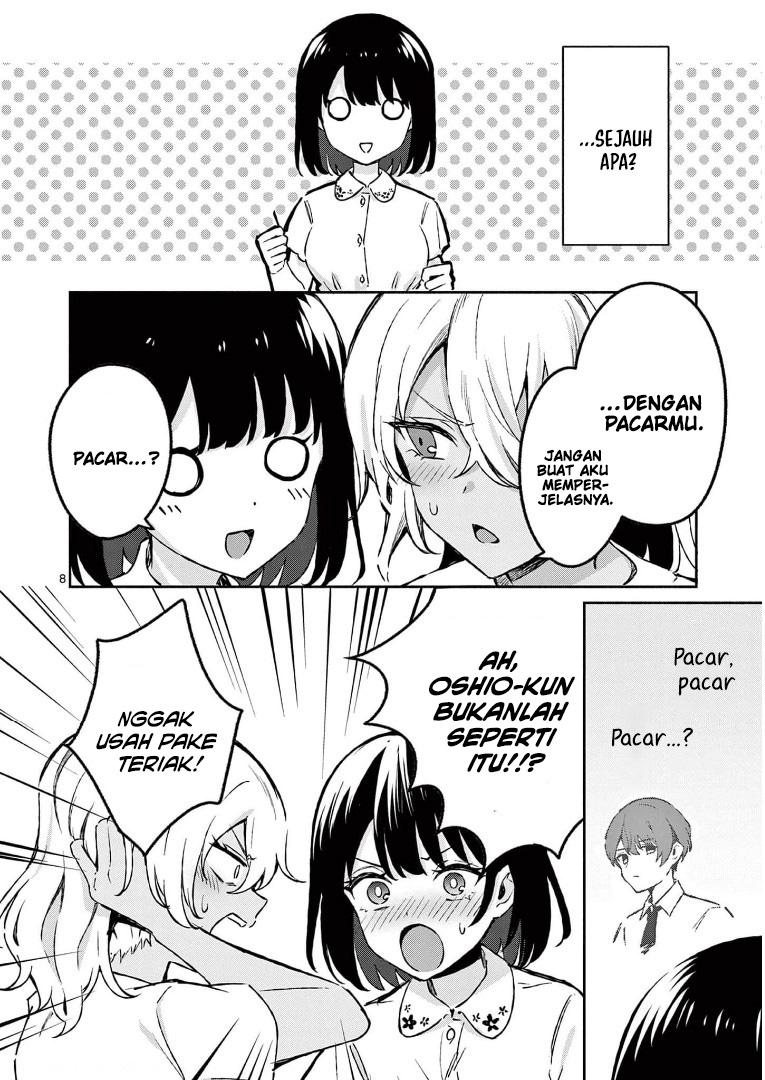 ...SEJAUH
APA?
...DENGAN
PACARMU.
JANGAN
BUAT AKU
MEMPER-
JELASNYA.
PACAR...?
8
Pacar,
pacar
Pacar...?
AH,
OSHIO-KUN
BUKANLAH
SEPERTI
ITU!!?
NGGAK
USAH PAKE
TERIAK!